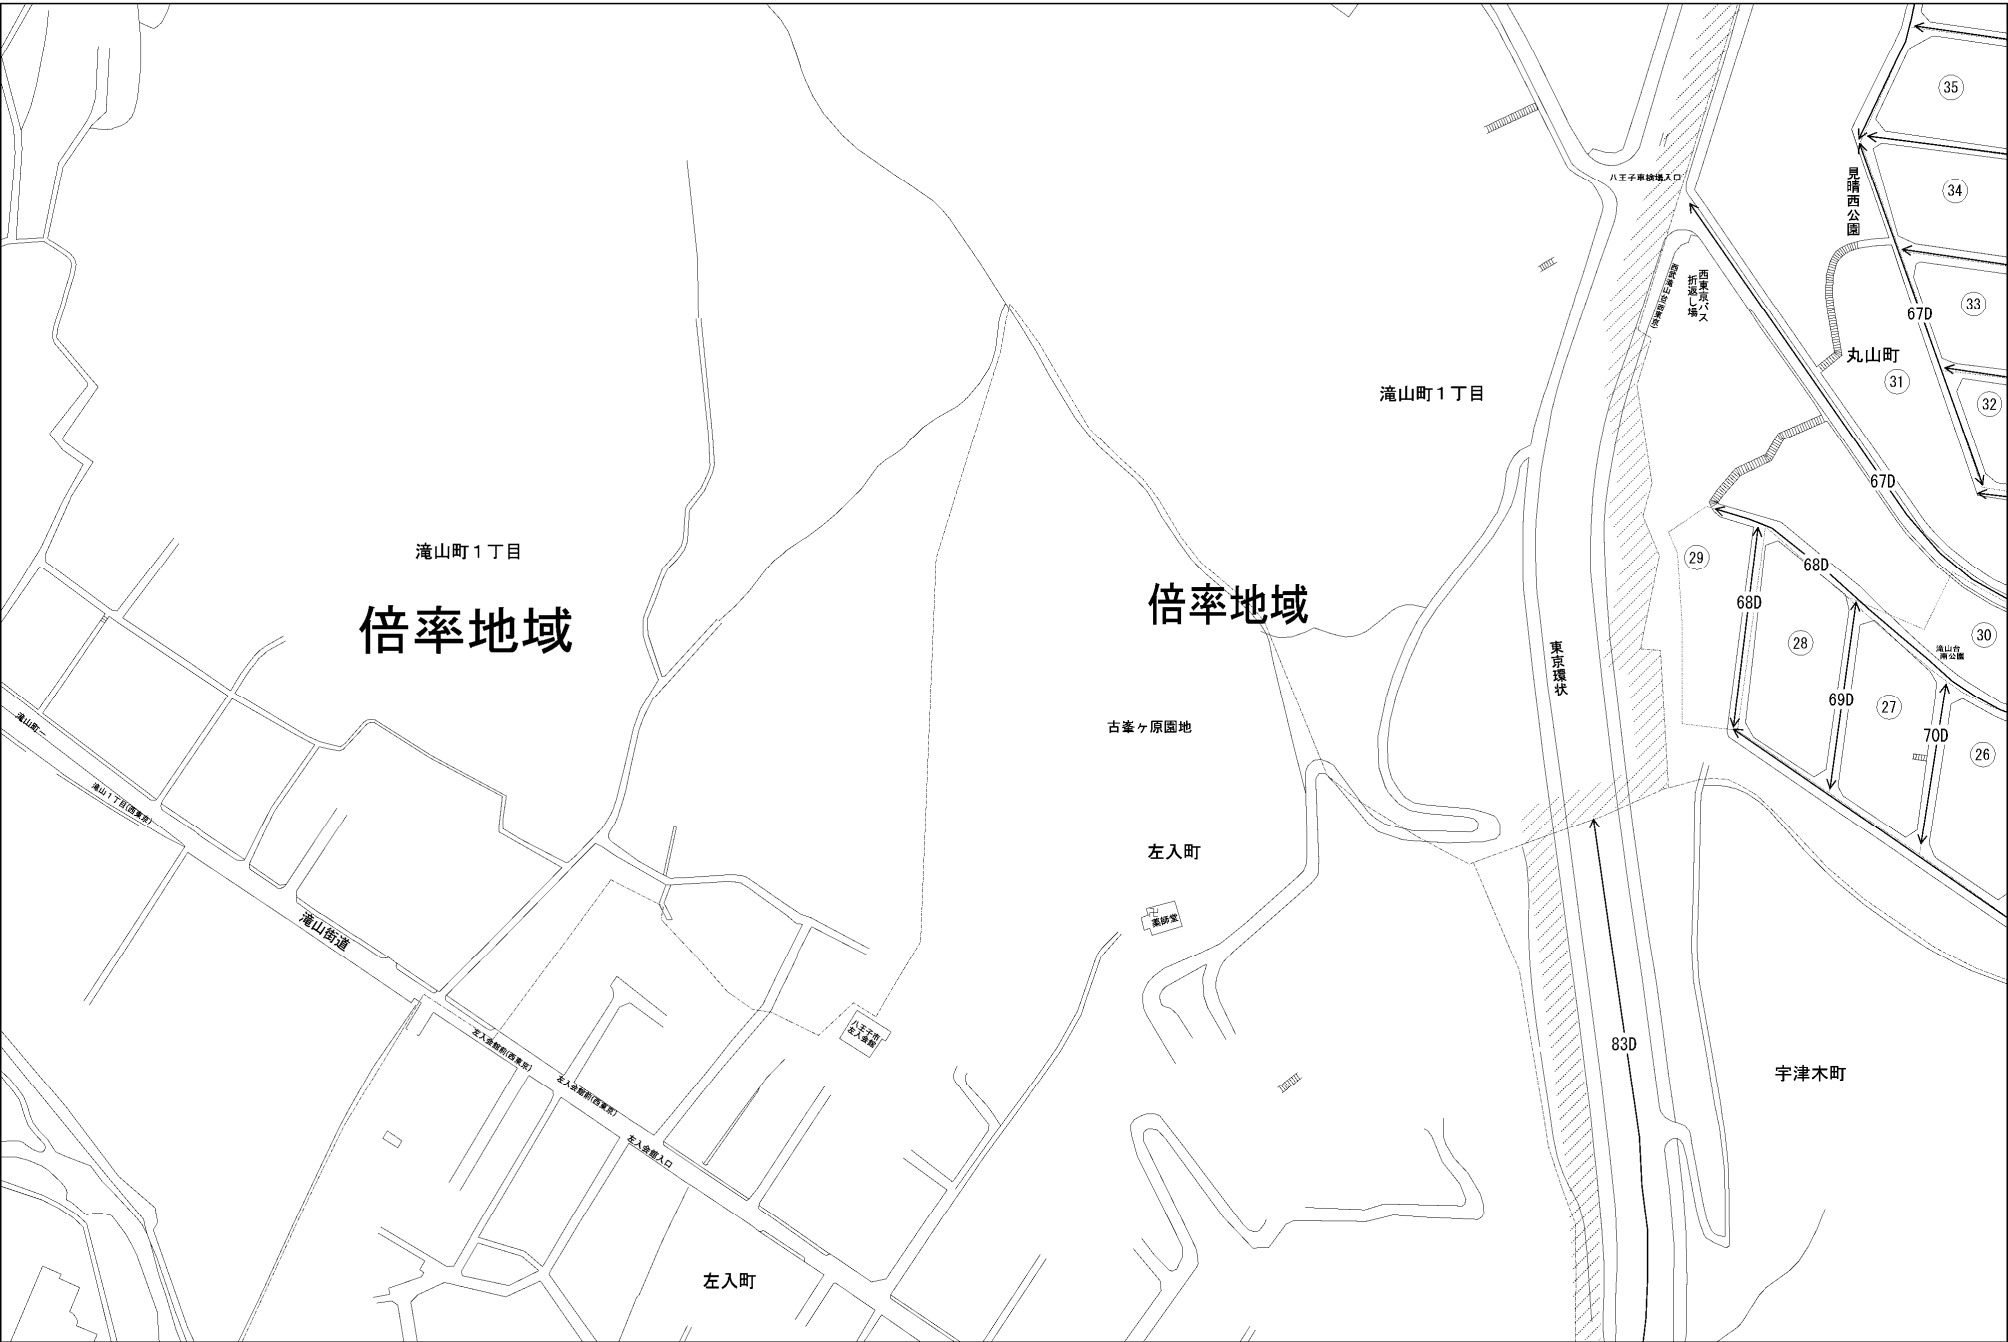 35
八王子車検場入口
見晴西公園
34
西東京バス
折返し場
33
67D
丸山町
31
滝山町1丁目
32
67D
滝山町1丁目
29
68D
倍率地域
倍率地域
68D
30
28
滝山台
南公園
東京環状
69D
27
滝山町一
古峯ヶ原園地
70D
26
滝山1丁目(西東京)
左入町
薬師堂
滝山街道
八王子市
左入会館
左入会館前(西東京)
83D
宇津木町
左入会館前(西東京)
左入会館入口
左入町